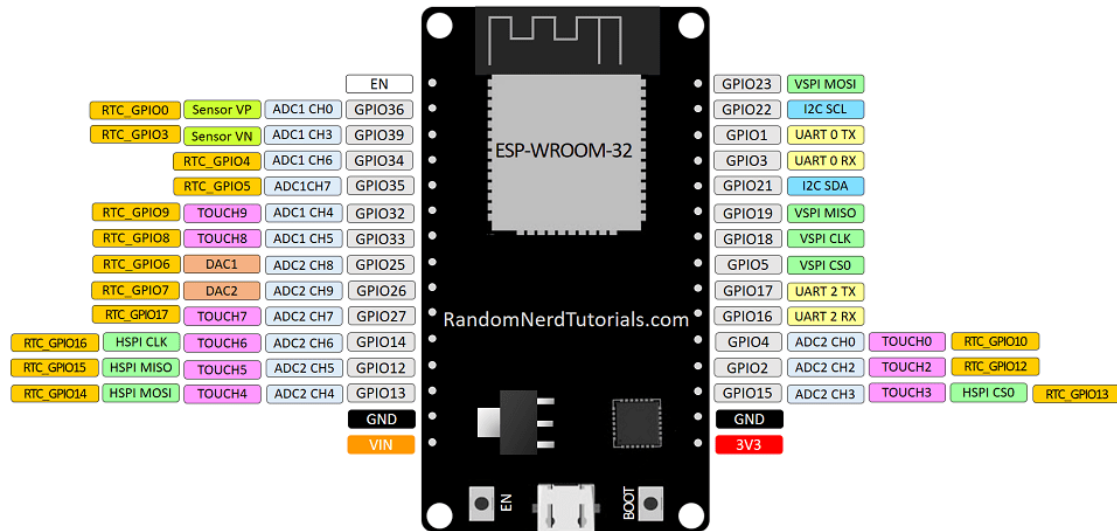 EN GPIO23 VSPI MOSI
RTC_GPIO0 Sensor VP ADC1 CH0 GPIO36 GPIO22 I2C SCL
RTC_GPIO3 Sensor VN ADC1 CH3 GPIO39 GPIO1 UART 0 TX
RTC_GPIO4 ADC1 CH6 GPIO34 ESP-WROOM-32 GPIO3 UART 0 RX
RTC_GPIO5 ADC1CH7 GPIO35 GPIO21 I2C SDA
RTC_GPIO9 TOUCH9 ADC1 CH4 GPIO32 GPIO19 VSPI MISO
RTC_GPIO8 TOUCH8 ADC1 CH5 GPIO33 GPIO18 VSPI CLK
RTC_GPIO6 DAC1 ADC2 CH8 GPIO25 GPIO5 VSPI CS0
RTC_GPIO7 DAC2 ADC2 CH9 GPIO26 GPIO17 UART 2 TX
RTC_GPIO17 TOUCH7 ADC2 CH7 GPIO27 RandomNerdTutorials.com GPIO16 UART 2 RX
RTC_GPIO16 HSPI CLK TOUCH6 ADC2 CH6 GPIO14 GPIO4 ADC2 CH0 TOUCH0 RTC_GPIO10
RTC_GPIO15 HSPI MISO TOUCH5 ADC2 CH5 GPIO12 GPIO2 ADC2 CH2 TOUCH2 RTC_GPIO12
RTC_GPIO14 HSPI MOSI TOUCH4 ADC2 CH4 GPIO13 GPIO15 ADC2 CH3 TOUCH3 HSPI CS0 RTC_GPIO13
GND GND
VIN 3V3
EN BOOT